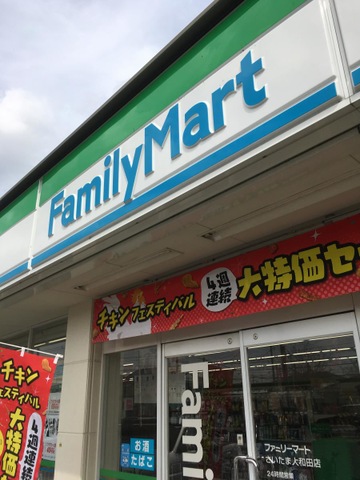 FamilyMart
チキンフェスティバル 4週連続 大特価セ
チキン
フェスティバル
4週連続
大特価セ
Fami
お酒
たばこ
ファミリーマート
さいたま大和田店
24時間営業